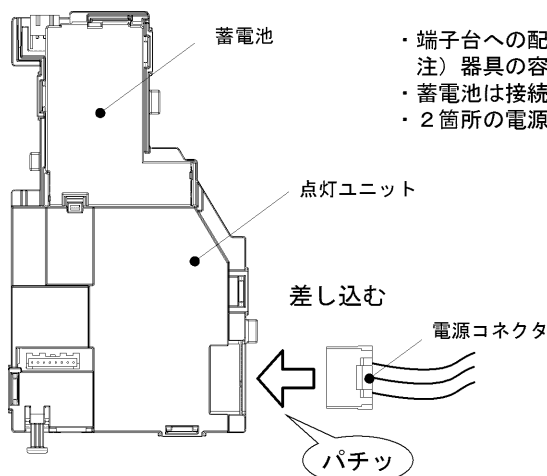 蓄電池
・端子台への配
注）器具の容
・蓄電池は接続
・２箇所の電源
点灯ユニット
差し込む
電源コネクタ
パチッ